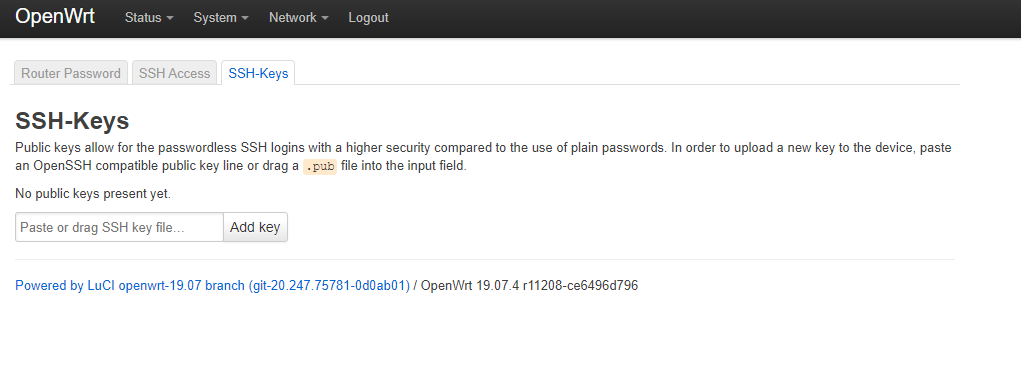 OpenWrt Status System Network Logout
Router Password SSH Access SSH-Keys
SSH-Keys
Public keys allow for the passwordless SSH logins with a higher security compared to the use of plain passwords. In order to upload a new key to the device, paste
an OpenSSH compatible public key line or drag a .pub file into the input field.
No public keys present yet.
Paste or drag SSH key file... Add key
Powered by LuCI openwrt-19.07 branch (git-20.247.75781-0d0ab01) / OpenWrt 19.07.4 r11208-ce6496d796